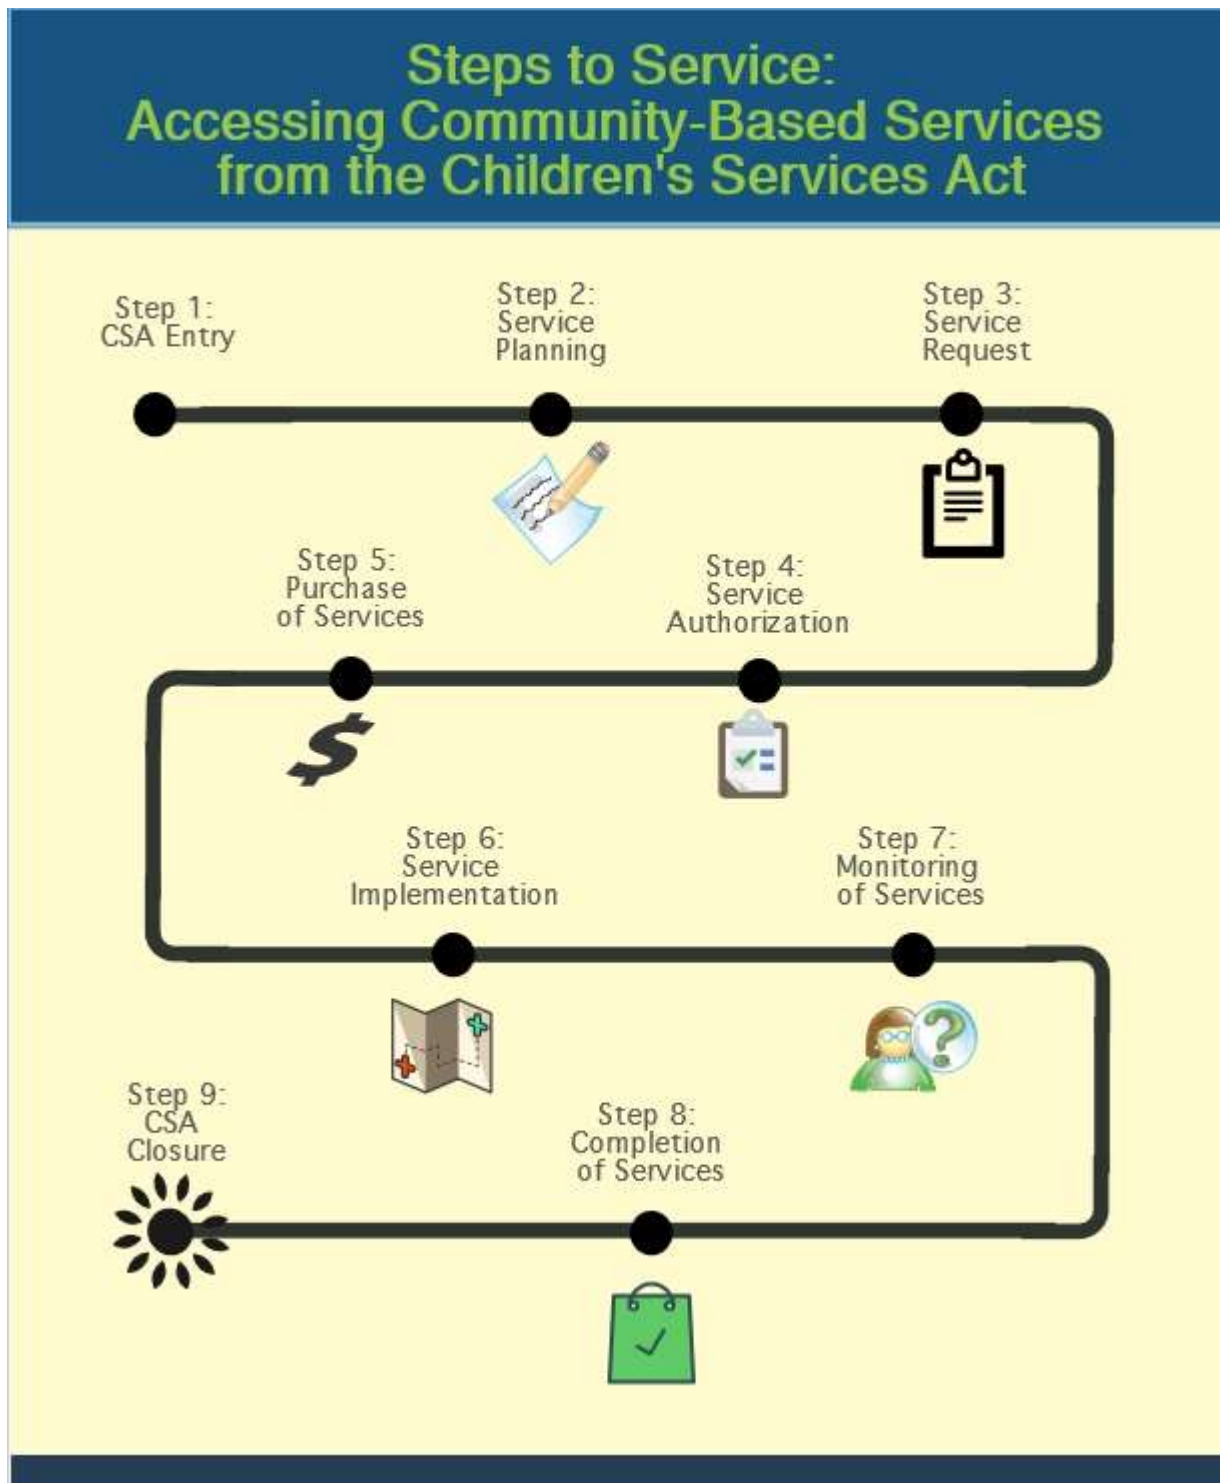 Steps to Service:
Accessing Community-Based Services
from the Children's Services Act
Step 1:
CSA Entry
Step 2:
Service
Planning
Step 3:
Service
Request
Step 4:
Service
Authorization
Step 5:
Purchase
of Services
Step 6:
Service
Implementation
Step 7:
Monitoring
of Services
Step 8:
Completion
of Services
Step 9:
CSA
Closure